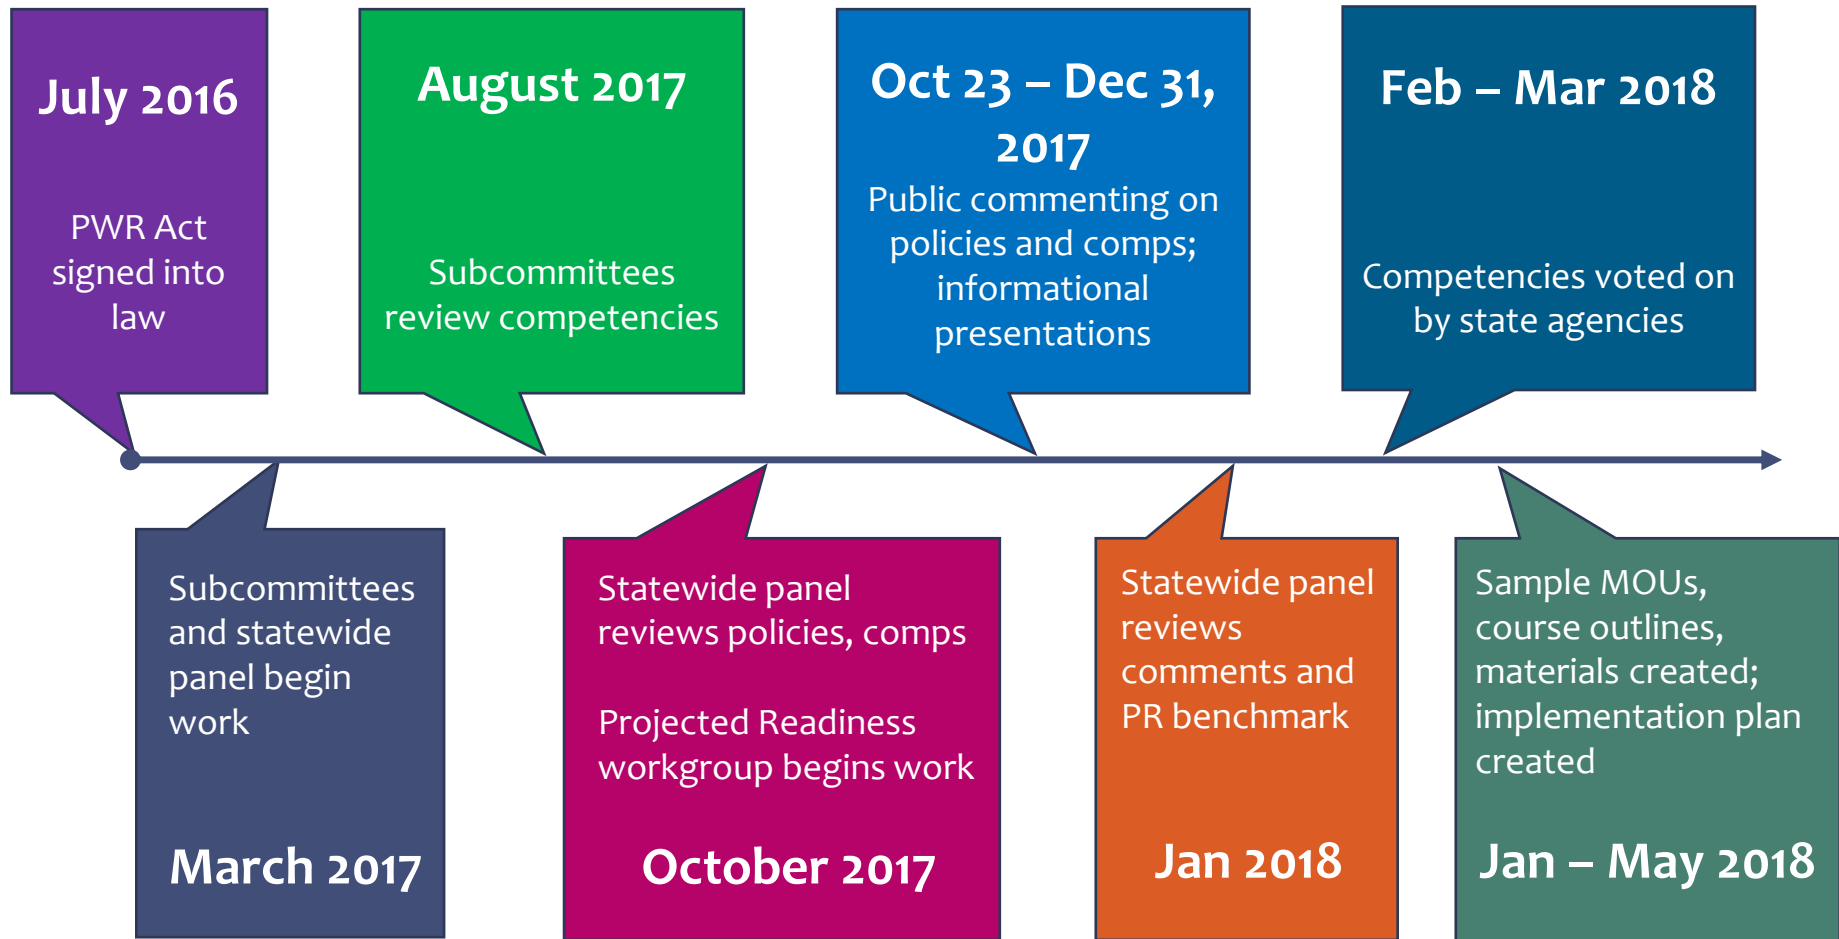 July 2016
PWR Act
signed into
law
August 2017
Subcommittees
review competencies
Oct 23 – Dec 31,
2017
Public commenting on
policies and comps;
informational
presentations
Feb – Mar 2018
Competencies voted on
by state agencies
Subcommittees
and statewide
panel begin
work
March 2017
Statewide panel
reviews policies, comps
Projected Readiness
workgroup begins work
October 2017
Statewide panel
reviews
comments and
PR benchmark
Jan 2018
Sample MOUs,
course outlines,
materials created;
implementation plan
created
Jan – May 2018